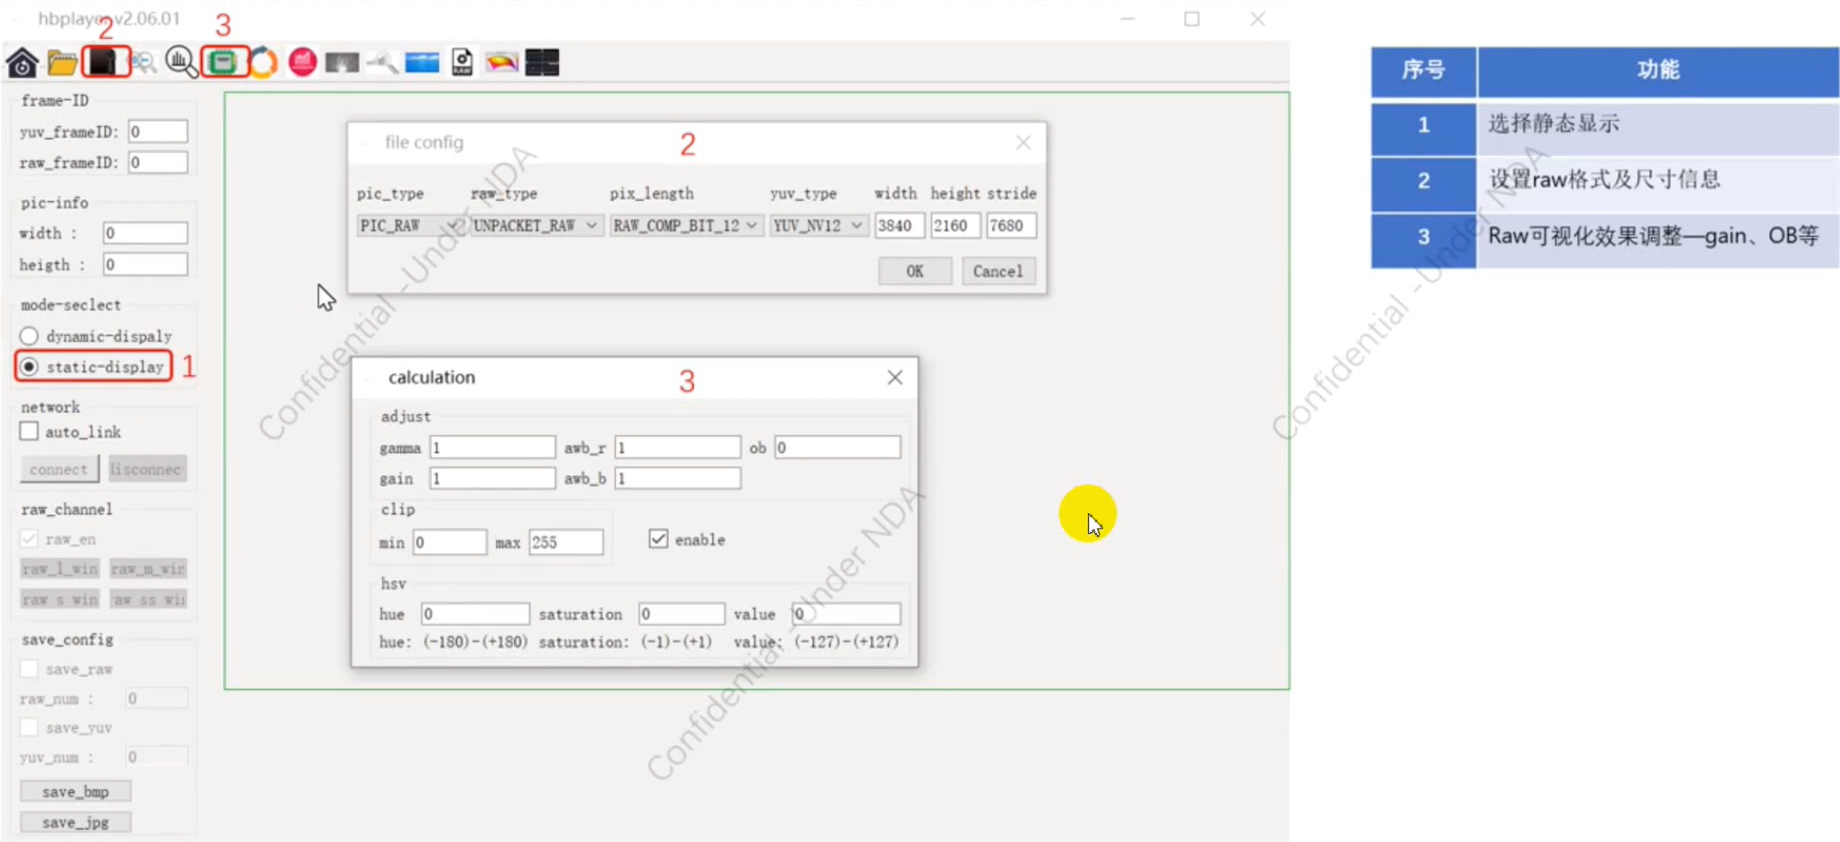 hbplayer v2.06.01
2
3
frame-ID
yuv_frameID: 0
raw_frameID: 0
pic-info
width : 0
heigth : 0
mode-seclect
dynamic-dispaly
static-display 1
network
auto_link
connect lisconnec
raw_channel
raw_en
raw_l_win raw_m_win
raw_s_win aw_ss_wi
save_config
save_raw
raw_num : 0
save_yuv
yuv_num : 0
save_bmp
save_jpg
file config 2
pic_type raw_type pix_length yuv_type width height stride
PIC_RAW UNPACKET_RAW RAW_COMP_BIT_12 YUV_NV12 3840 2160 7680
OK Cancel
calculation 3
adjust
gamma 1 awb_r 1 ob 0
gain 1 awb_b 1
clip
min 0 max 255 enable
hsv
hue 0 saturation 0 value 0
hue: (-180)-(+180) saturation: (-1)-(+1) value: (-127)-(+127)
序号 功能
1 选择静态显示
2 设置raw格式及尺寸信息
3 Raw可视化效果调整—gain、OB等
Confidential -Under NDA
Confidential -Under NDA
Confidential -Under NDA